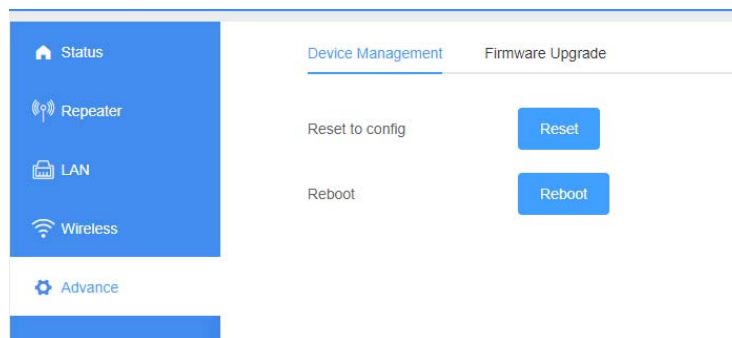 Status
Repeater
LAN
Wireless
Advance
Device Management
Firmware Upgrade
Reset to config
Reset
Reboot
Reboot